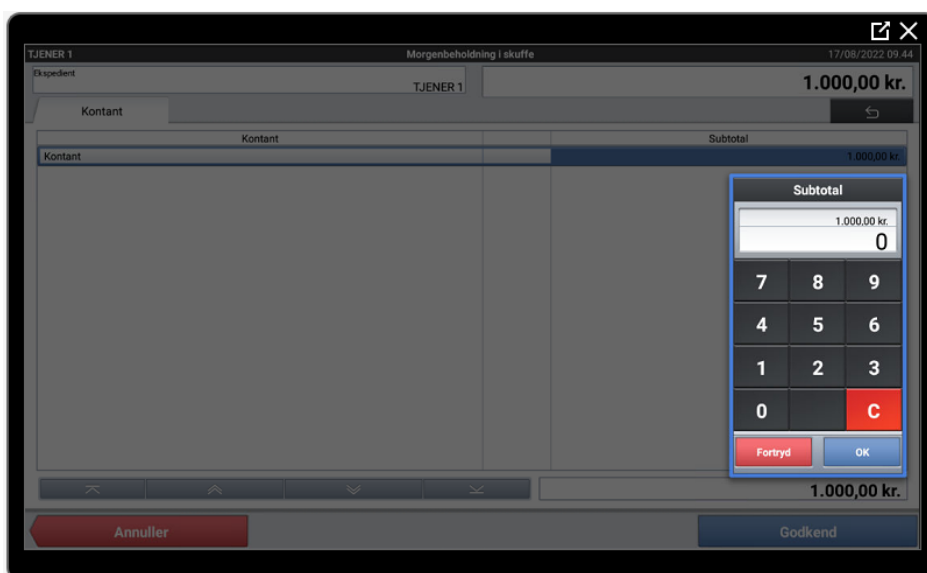 TJENER 1 Morgenbeholdning i skuffe 17/08/2022 09.44
Ekspedient
TJENER 1 1.000,00 kr.
Kontant
Kontant Subtotal
Kontant 1.000,00 kr.
Subtotal
1.000,00 kr.
0
7 8 9
4 5 6
1 2 3
0 C
Fortryd OK
1.000,00 kr.
Annuller Godkend